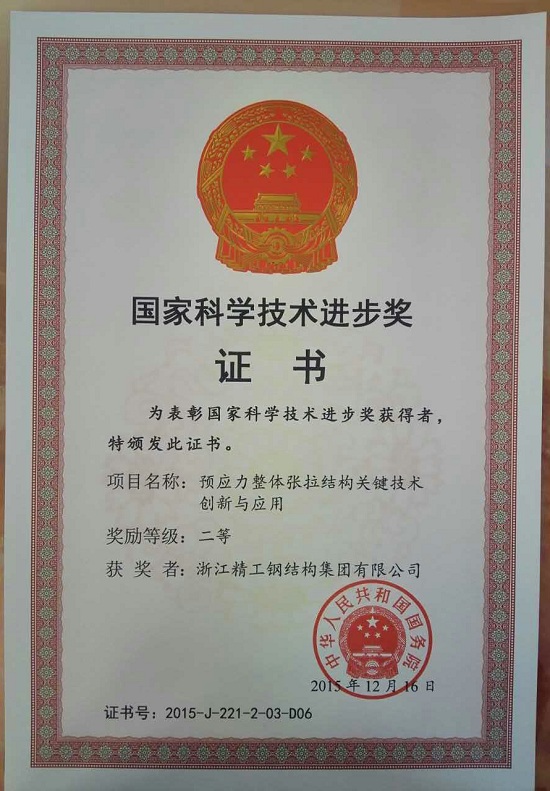 国家科学技术进步奖
证 书
为表彰国家科学技术进步奖获得者，
特颁发此证书。
项目名称：预应力整体张拉结构关键技术
创新与应用
奖励等级：二等
获 奖 者：浙江精工钢结构集团有限公司
中华人民共和国国务院
2015年12月16日
证书号：2015-J-221-2-03-D06